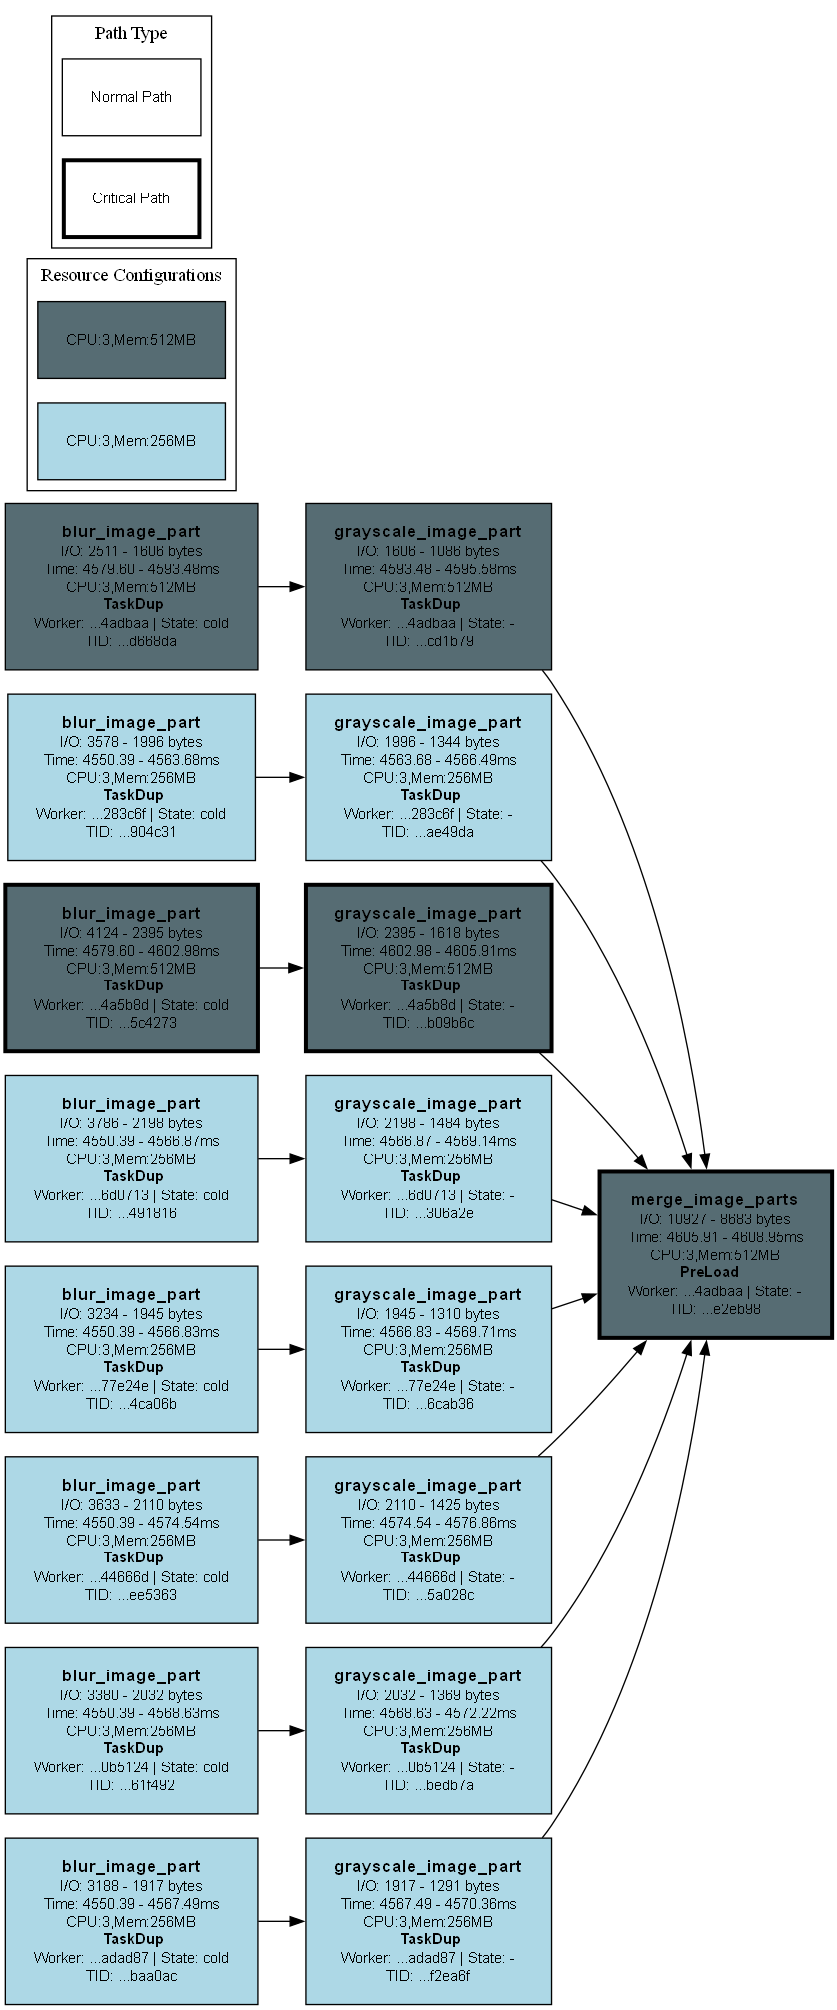 Path Type
Normal Path
Critical Path
Resource Configurations
CPU:3,Mem:512MB
CPU:3,Mem:256MB
blur_image_part
I/O: 2511 - 1606 bytes
Time: 4579.60 - 4593.48ms
CPU:3,Mem:512MB
TaskDup
Worker: ...4adbaa | State: cold
TID: ...d668da
grayscale_image_part
I/O: 1606 - 1086 bytes
Time: 4593.48 - 4595.58ms
CPU:3,Mem:512MB
TaskDup
Worker: ...4adbaa | State: -
TID: ...cd1b79
blur_image_part
I/O: 3578 - 1996 bytes
Time: 4550.39 - 4563.68ms
CPU:3,Mem:256MB
TaskDup
Worker: ...283c6f | State: cold
TID: ...904c31
grayscale_image_part
I/O: 1996 - 1344 bytes
Time: 4563.68 - 4566.49ms
CPU:3,Mem:256MB
TaskDup
Worker: ...283c6f | State: -
TID: ...ae49da
blur_image_part
I/O: 4124 - 2395 bytes
Time: 4579.60 - 4602.98ms
CPU:3,Mem:512MB
TaskDup
Worker: ...4a5b8d | State: cold
TID: ...5c4273
grayscale_image_part
I/O: 2395 - 1618 bytes
Time: 4602.98 - 4605.91ms
CPU:3,Mem:512MB
TaskDup
Worker: ...4a5b8d | State: -
TID: ...b09b6c
blur_image_part
I/O: 3786 - 2198 bytes
Time: 4550.39 - 4566.87ms
CPU:3,Mem:256MB
TaskDup
Worker: ...6d0713 | State: cold
TID: ...491816
grayscale_image_part
I/O: 2198 - 1484 bytes
Time: 4566.87 - 4569.14ms
CPU:3,Mem:256MB
TaskDup
Worker: ...6d0713 | State: -
TID: ...306a2e
merge_image_parts
I/O: 10927 - 8683 bytes
Time: 4605.91 - 4608.95ms
CPU:3,Mem:512MB
PreLoad
Worker: ...4adbaa | State: -
TID: ...e2eb98
blur_image_part
I/O: 3234 - 1945 bytes
Time: 4550.39 - 4566.83ms
CPU:3,Mem:256MB
TaskDup
Worker: ...77e24e | State: cold
TID: ...4ca06b
grayscale_image_part
I/O: 1945 - 1310 bytes
Time: 4566.83 - 4569.71ms
CPU:3,Mem:256MB
TaskDup
Worker: ...77e24e | State: -
TID: ...6cab36
blur_image_part
I/O: 3633 - 2110 bytes
Time: 4550.39 - 4574.54ms
CPU:3,Mem:256MB
TaskDup
Worker: ...44666d | State: cold
TID: ...ee5363
grayscale_image_part
I/O: 2110 - 1425 bytes
Time: 4574.54 - 4576.86ms
CPU:3,Mem:256MB
TaskDup
Worker: ...44666d | State: -
TID: ...5a028c
blur_image_part
I/O: 3380 - 2032 bytes
Time: 4550.39 - 4568.63ms
CPU:3,Mem:256MB
TaskDup
Worker: ...0b5124 | State: cold
TID: ...61f492
grayscale_image_part
I/O: 2032 - 1369 bytes
Time: 4568.63 - 4572.22ms
CPU:3,Mem:256MB
TaskDup
Worker: ...0b5124 | State: -
TID: ...bedb7a
blur_image_part
I/O: 3188 - 1917 bytes
Time: 4550.39 - 4567.49ms
CPU:3,Mem:256MB
TaskDup
Worker: ...adad87 | State: cold
TID: ...baa0ac
grayscale_image_part
I/O: 1917 - 1291 bytes
Time: 4567.49 - 4570.36ms
CPU:3,Mem:256MB
TaskDup
Worker: ...adad87 | State: -
TID: ...f2ea6f